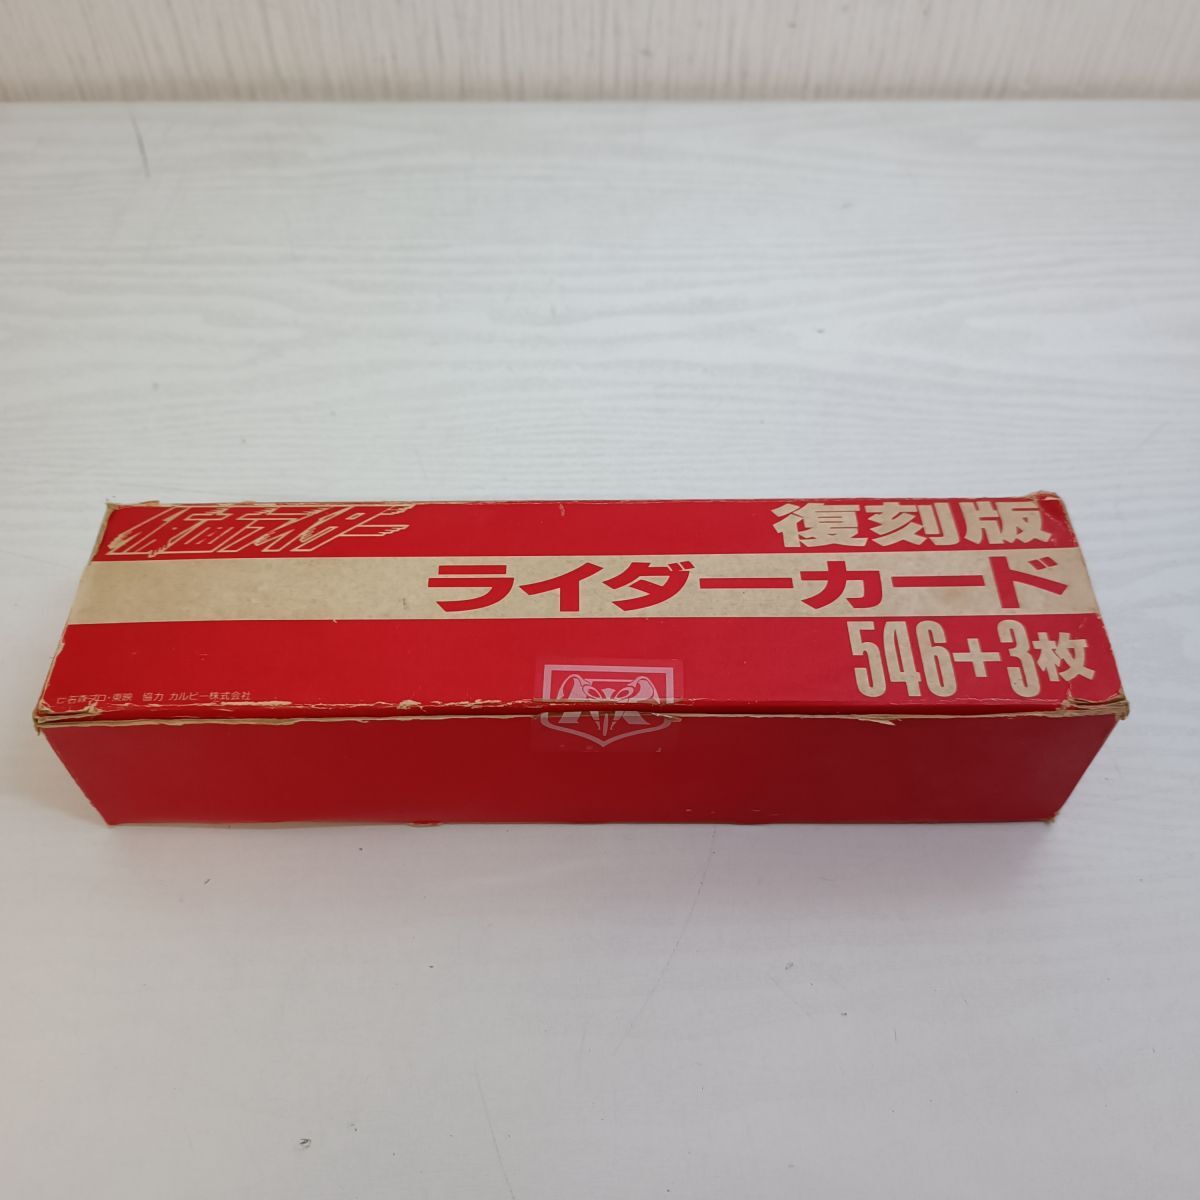 仮面ライダー
復刻版
ライダーカード
546+3枚
©石森プロ・東映 協力 カルビー株式会社